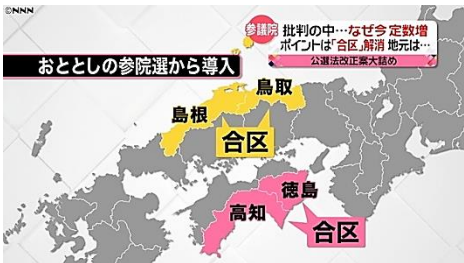 ©NNN
参議院
批判の中…なぜ今定数増
ポイントは「合区」解消 地元は…
公選法改正案大詰め
おととしの参院選から導入
鳥取
島根
合区
徳島
高知
合区